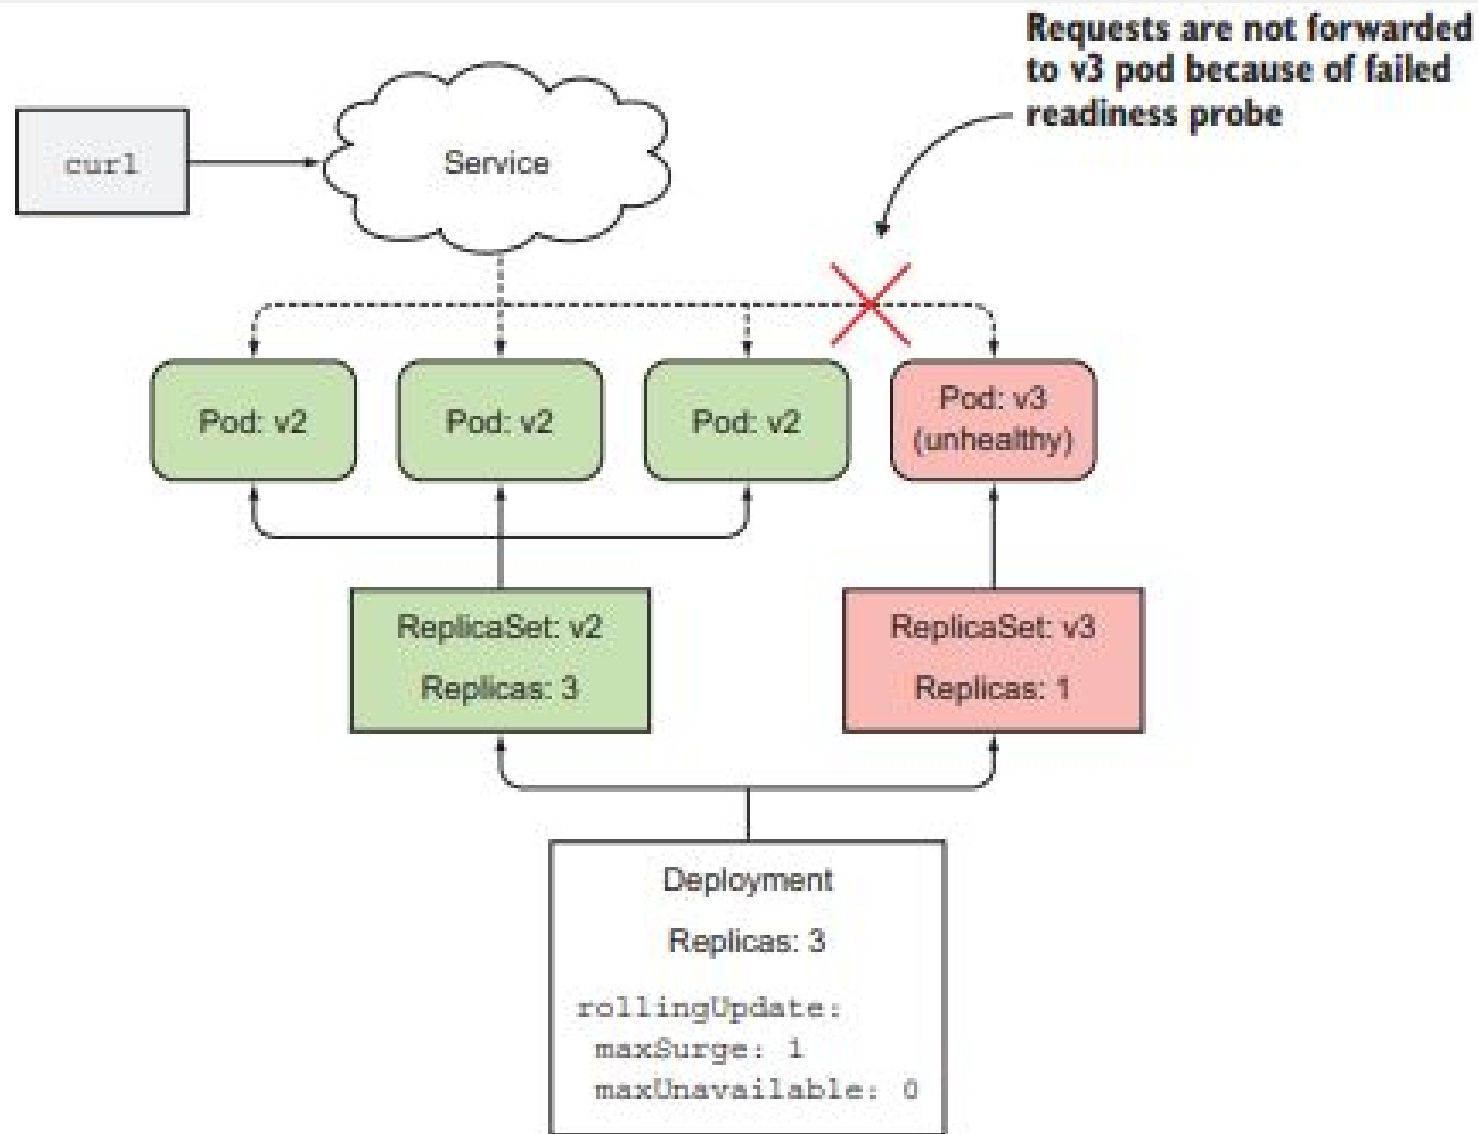 Requests are not forwarded
to v3 pod because of failed
readiness probe
curl
Service
Pod: v2
Pod: v2
Pod: v2
Pod: v3
(unhealthy)
ReplicaSet: v2
Replicas: 3
ReplicaSet: v3
Replicas: 1
Deployment
Replicas: 3
rollingUpdate:
maxSurge: 1
maxUnavailable: 0